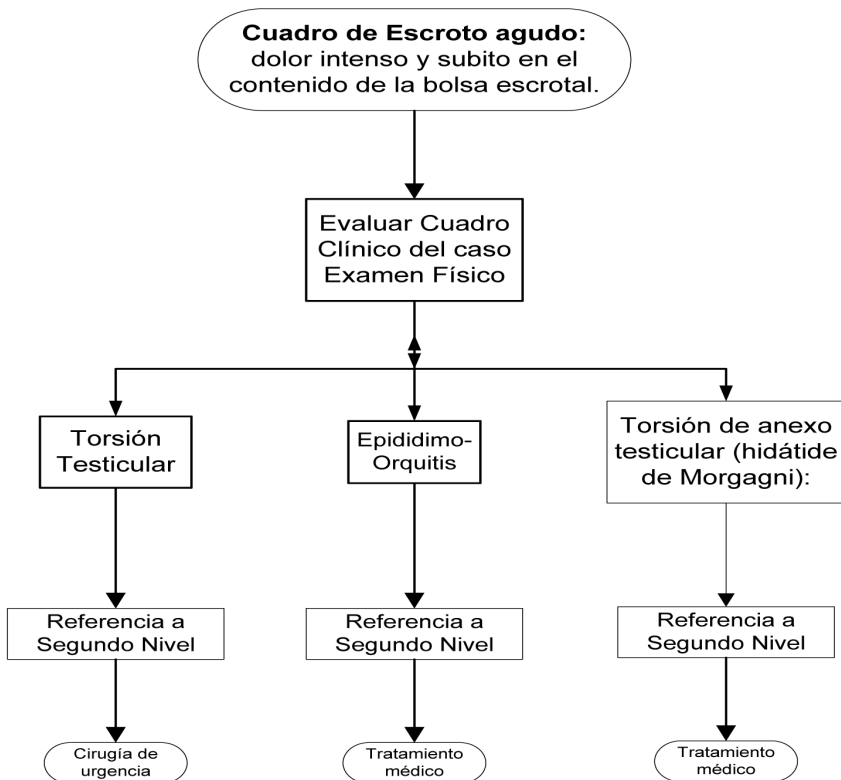 Cuadro de Escroto agudo:
dolor intenso y subito en el
contenido de la bolsa escrotal.
Evaluar Cuadro
Clínico del caso
Examen Físico
Torsión
Testicular
Epididimo-
Orquitis
Torsión de anexo
testicular (hidátide
de Morgagni):
Referencia a
Segundo Nivel
Referencia a
Segundo Nivel
Referencia a
Segundo Nivel
Cirugía de
urgencia
Tratamiento
médico
Tratamiento
médico